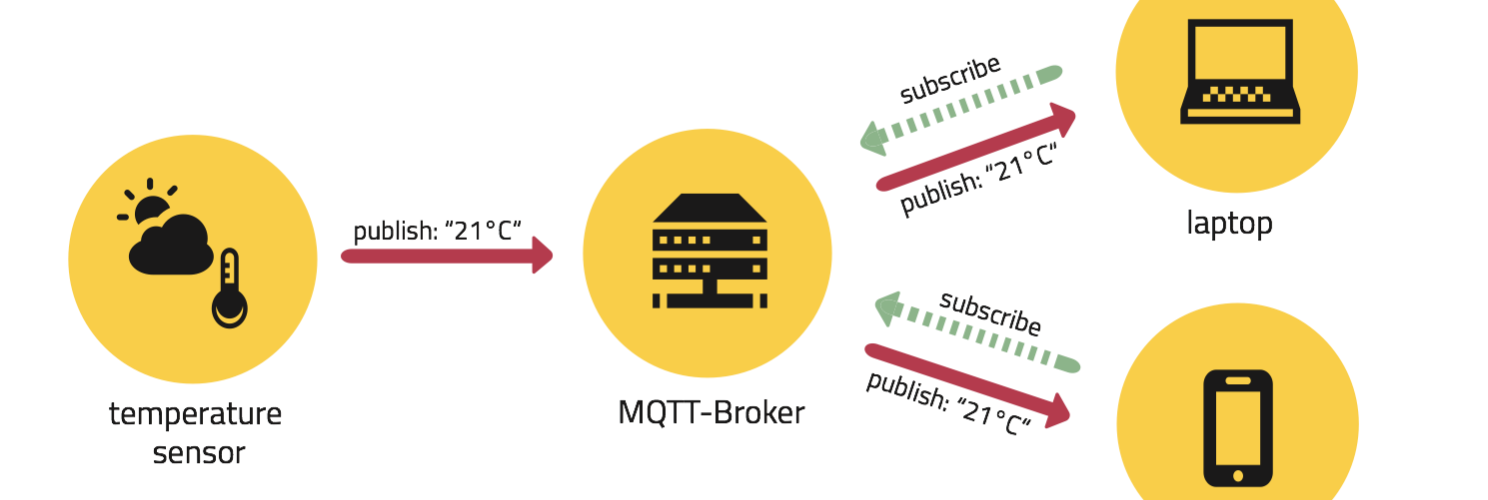 subscribe
publish: “21°C“
laptop
publish: “21°C“
temperature
sensor
MQTT-Broker
subscribe
publish: “21°C“